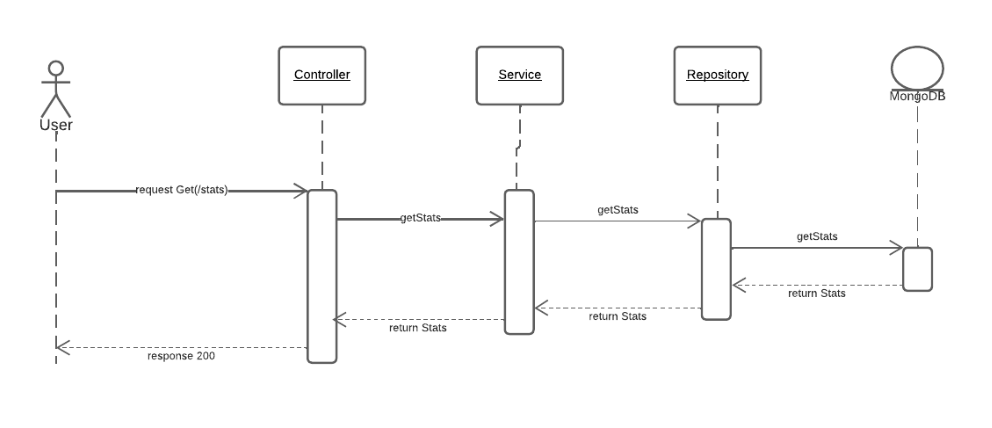 Controller
Service
Repository
MongoDB
User
request Get(/stats)
getStats
getStats
getStats
return Stats
return Stats
return Stats
response 200